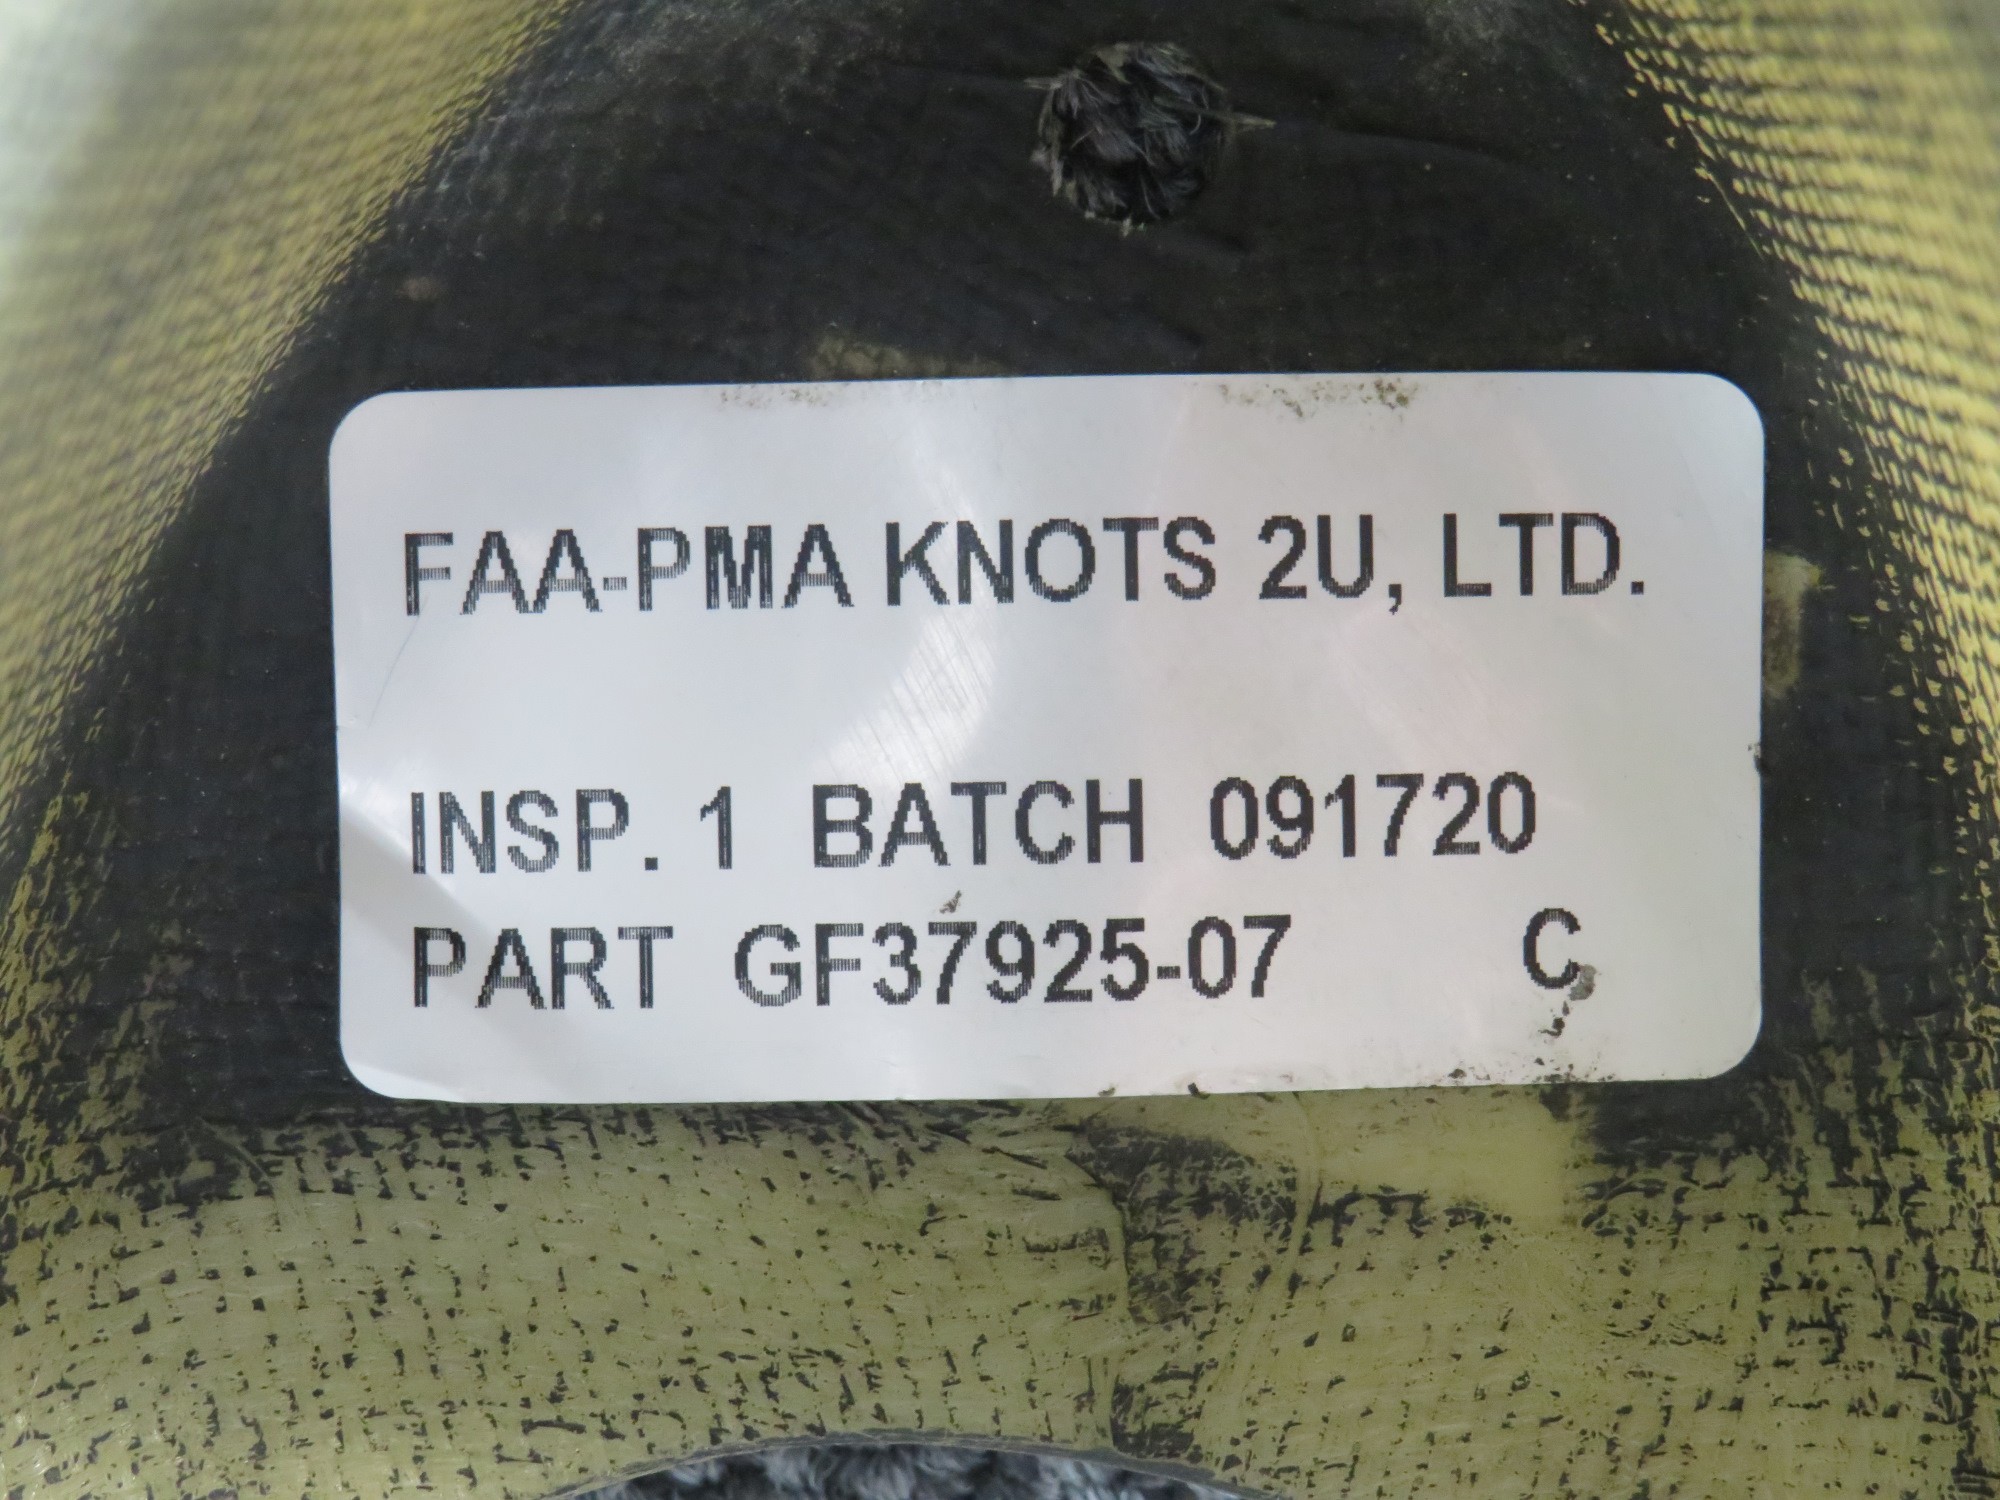 FAA-PMA KNOTS 2U, LTD.
INSP. 1 BATCH 091720
PART GF37925-07 C